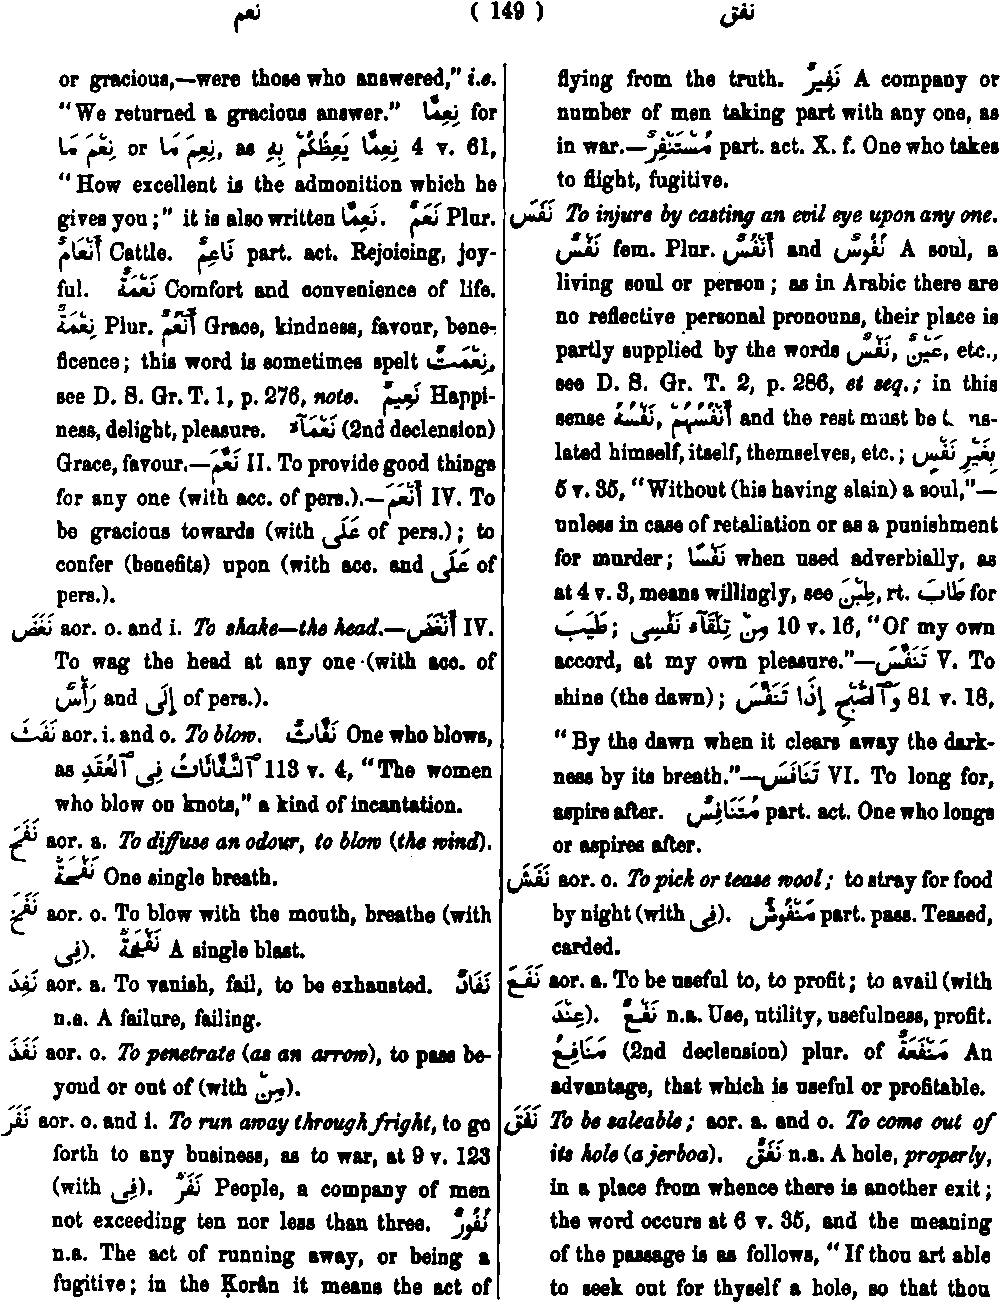 نعم ( 149 ) نفق
or gracious,—were those who answered," i.e.
"We returned a gracious answer." نِعِمَّا for
نِعْمَ مَا or نِعِمَ مَا, as نِعِمَّا يَعِظُكُمْ بِهِ 4 v. 61,
"How excellent is the admonition which he
gives you;" it is also written نَعِمَّا. نَعَمٌ Plur.
أَنْعَامٌ Cattle. نَاعِمٌ part. act. Rejoicing, joy-
ful. نَعْمَةٌ Comfort and convenience of life.
نِعْمَةٌ Plur. أَنْعُمٌ Grace, kindness, favour, bene-
ficence; this word is sometimes spelt نِعْمَتٌ,
see D. S. Gr. T. 1, p. 276, note. نَعِيمٌ Happi-
ness, delight, pleasure. نَعْمَآءُ (2nd declension)
Grace, favour.—نَعَّمَ II. To provide good things
for any one (with acc. of pers.).—أَنْعَمَ IV. To
be gracious towards (with عَلَى of pers.); to
confer (benefits) upon (with acc. and عَلَى of
pers.).
نَغَضَ aor. o. and i. To shake—the head.—أَنْغَضَ IV.
To wag the head at any one (with acc. of
رَأْسٌ and إِلَى of pers.).
نَفَثَ aor. i. and o. To blow. نَفَّاثٌ One who blows,
as ٱلنَّفَّاثَاتُ فِى ٱلْعُقَدِ 113 v. 4, "The women
who blow on knots," a kind of incantation.
نَفَحَ aor. a. To diffuse an odour, to blow (the wind).
نَفْحَةٌ One single breath.
نَفَخَ aor. o. To blow with the mouth, breathe (with
فِى). نَفْخَةٌ A single blast.
نَفِدَ aor. a. To vanish, fail, to be exhausted. نَفَادٌ
n.a. A failure, failing.
نَفَذَ aor. o. To penetrate (as an arrow), to pass be-
yond or out of (with مِنْ).
نَفَرَ aor. o. and i. To run away through fright, to go
forth to any business, as to war, at 9 v. 123
(with فِى). نَفَرٌ People, a company of men
not exceeding ten nor less than three. نُفُورٌ
n.a. The act of running away, or being a
fugitive; in the Ḳorân it means the act of
flying from the truth. نَفِيرٌ A company or
number of men taking part with any one, as
in war.—مُسْتَنْفِرٌ part. act. X. f. One who takes
to flight, fugitive.
نَفَسَ To injure by casting an evil eye upon any one.
نَفْسٌ fem. Plur. أَنْفُسٌ and نُفُوسٌ A soul, a
living soul or person; as in Arabic there are
no reflective personal pronouns, their place is
partly supplied by the words نَفْسٌ, عَيْنٌ, etc.,
see D. S. Gr. T. 2, p. 286, et seq.; in this
sense نَفْسُهُ, أَنْفُسُهُمْ and the rest must be t ns-
lated himself, itself, themselves, etc.; بِغَيْرِ نَفْسٍ
5 v. 35, "Without (his having slain) a soul,"—
unless in case of retaliation or as a punishment
for murder; نَفْسًا when used adverbially, as
at 4 v. 3, means willingly, see طِبْنَ, rt. طَابَ for
طَيَبَ; مِنْ تِلْقَآءِ نَفْسِى 10 v. 16, "Of my own
accord, at my own pleasure."—تَنَفَّسَ V. To
shine (the dawn); وَٱلصُّبْحِ إِذَا تَنَفَّسَ 81 v. 18,
"By the dawn when it clears away the dark-
ness by its breath."—تَنَافَسَ VI. To long for,
aspire after. مُتَنَافِسٌ part. act. One who longs
or aspires after.
نَفَشَ aor. o. To pick or tease wool; to stray for food
by night (with فِى). مَنْفُوشٌ part. pass. Teased,
carded.
نَفَعَ aor. a. To be useful to, to profit; to avail (with
عِنْدَ). نَفْعٌ n.a. Use, utility, usefulness, profit.
مَنَافِعُ (2nd declension) plur. of مَنْفَعَةٌ An
advantage, that which is useful or profitable.
نَفَقَ To be saleable; aor. a. and o. To come out of
its hole (a jerboa). نَفَقٌ n.a. A hole, properly,
in a place from whence there is another exit;
the word occurs at 6 v. 35, and the meaning
of the passage is as follows, "If thou art able
to seek out for thyself a hole, so that thou